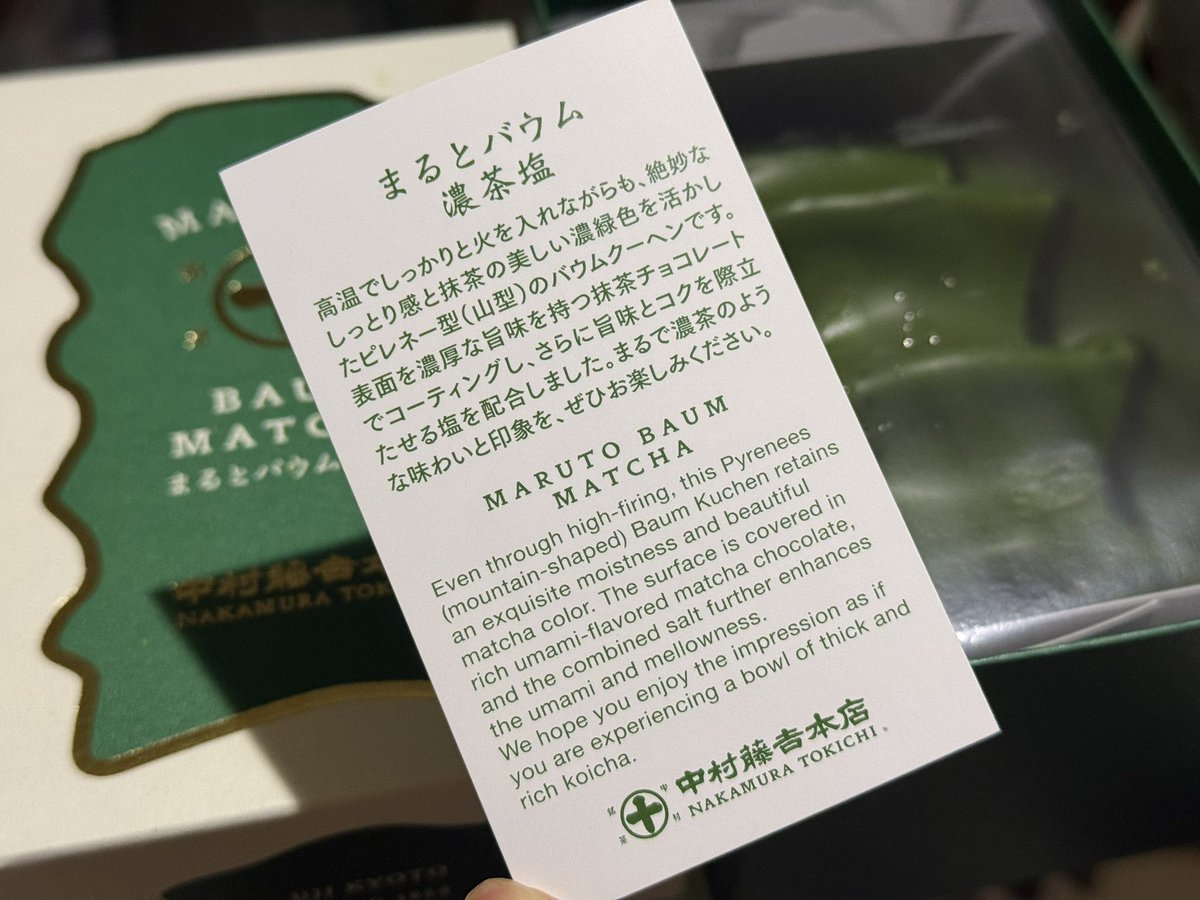 まるとバウム
濃茶塩
高温でしっかりと火を入れながらも、絶妙な
しっとり感と抹茶の美しい濃緑色を活かし
たピレネー型(山型)のバウムクーヘンです。
表面を濃厚な旨味を持つ抹茶チョコレート
でコーティングし、さらに旨味とコクを際立
たせる塩を配合しました。まるで濃茶のよう
な味わいと印象を、ぜひお楽しみください。
MARUTO BAUM
MATCHA
Even through high-firing, this Pyrenees
(mountain-shaped) Baum Kuchen retains
an exquisite moistness and beautiful
matcha color. The surface is covered in
rich umami-flavored matcha chocolate,
and the combined salt further enhances
the umami and mellowness.
We hope you enjoy the impression as if
you are experiencing a bowl of thick and
rich koicha.
銘 甲
茶 村
中村藤吉本店
NAKAMURA TOKICHI
MA
BAU
MATC
まるとバウム
中村藤吉
NAKAMURA TOK
KYOTO